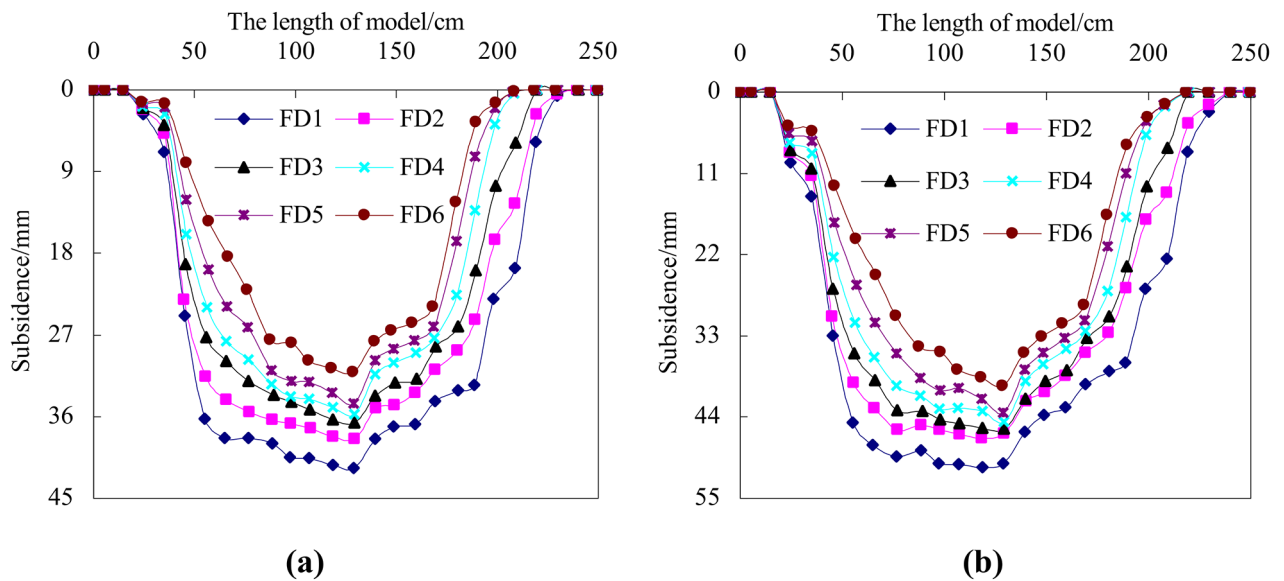 The length of model/cm
0 50 100 150 200 250
0
9
18
27
36
45
Subsidence/mm
FD1 FD2
FD3 FD4
FD5 FD6
(a)
The length of model/cm
0 50 100 150 200 250
0
11
22
33
44
55
Subsidence/mm
FD1 FD2
FD3 FD4
FD5 FD6
(b)